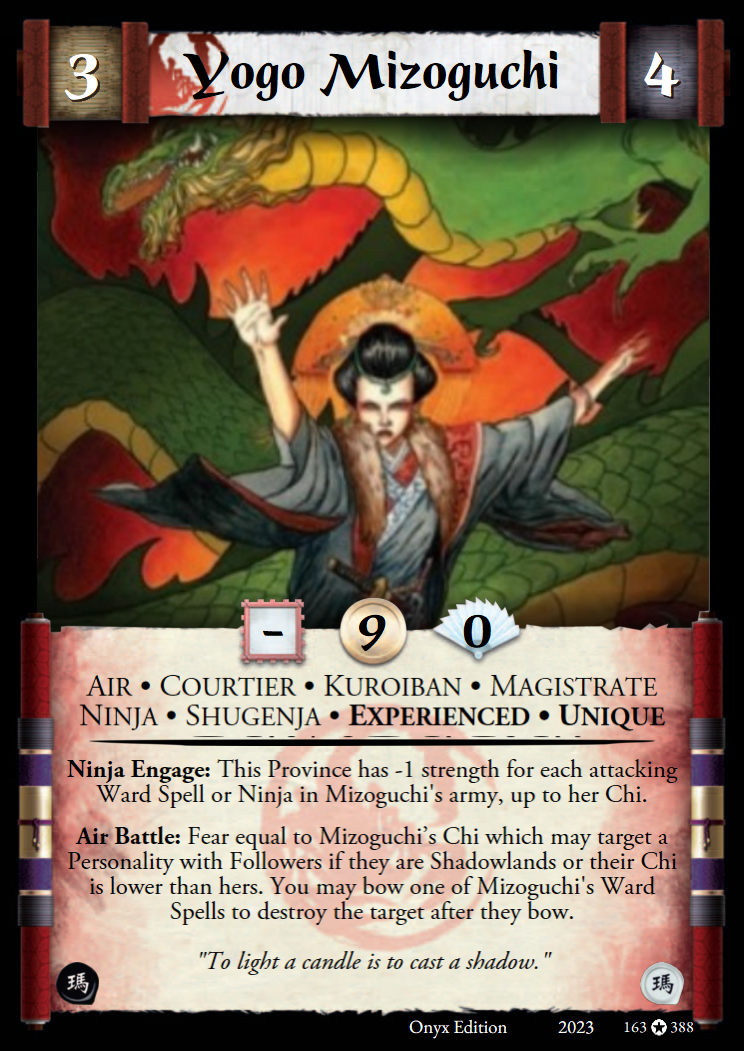 3
Yogo Mizoguchi
4
-
9
0
AIR • COURTIER • KUROIBAN • MAGISTRATE
NINJA • SHUGENJA • EXPERIENCED • UNIQUE
Ninja Engage: This Province has -1 strength for each attacking
Ward Spell or Ninja in Mizoguchi's army, up to her Chi.
Air Battle: Fear equal to Mizoguchi’s Chi which may target a
Personality with Followers if they are Shadowlands or their Chi
is lower than hers. You may bow one of Mizoguchi's Ward
Spells to destroy the target after they bow.
"To light a candle is to cast a shadow."
瑪
瑪
Onyx Edition 2023 163 ✪ 388